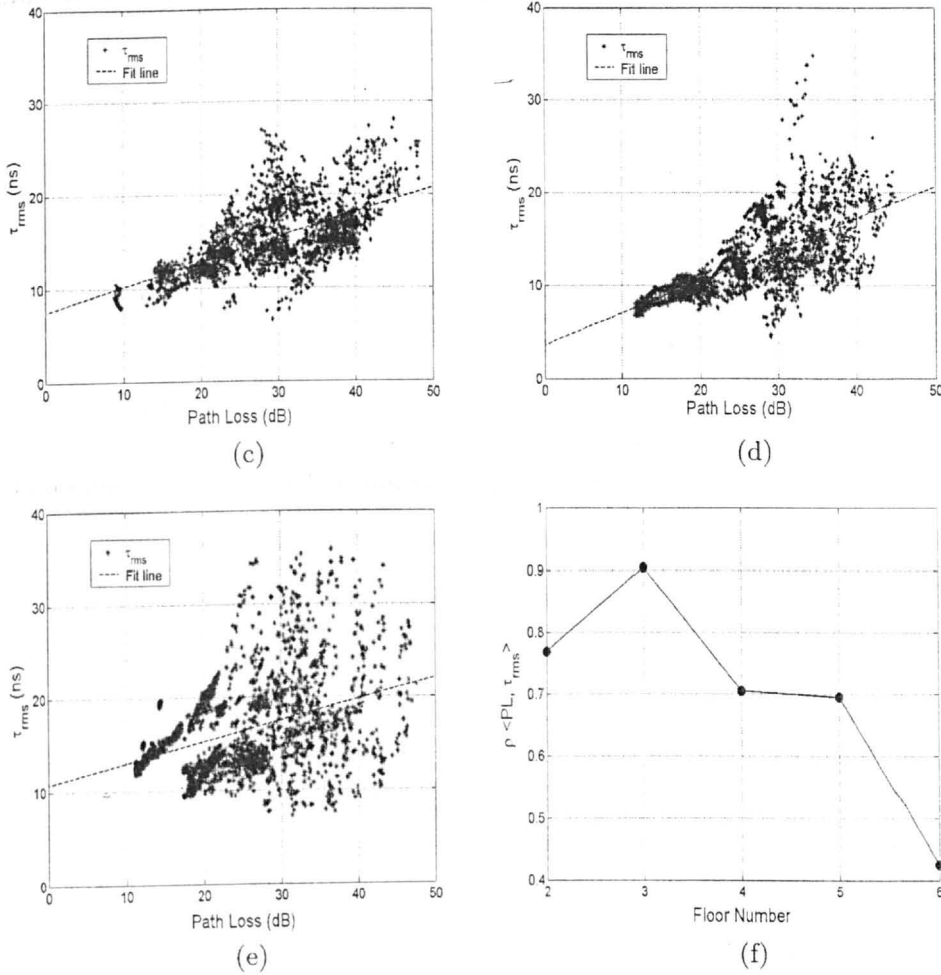 40
30
20
10
0
τrms (ns)
τrms
Fit line
0 10 20 30 40 50
Path Loss (dB)
(c)
40
30
20
10
0
τrms (ns)
τrms
Fit line
0 10 20 30 40 50
Path Loss (dB)
(d)
40
30
20
10
0
τrms (ns)
τrms
Fit line
0 10 20 30 40 50
Path Loss (dB)
(e)
1
0.9
0.8
0.7
0.6
0.5
0.4
ρ <PL, τrms>
2 3 4 5 6
Floor Number
(f)